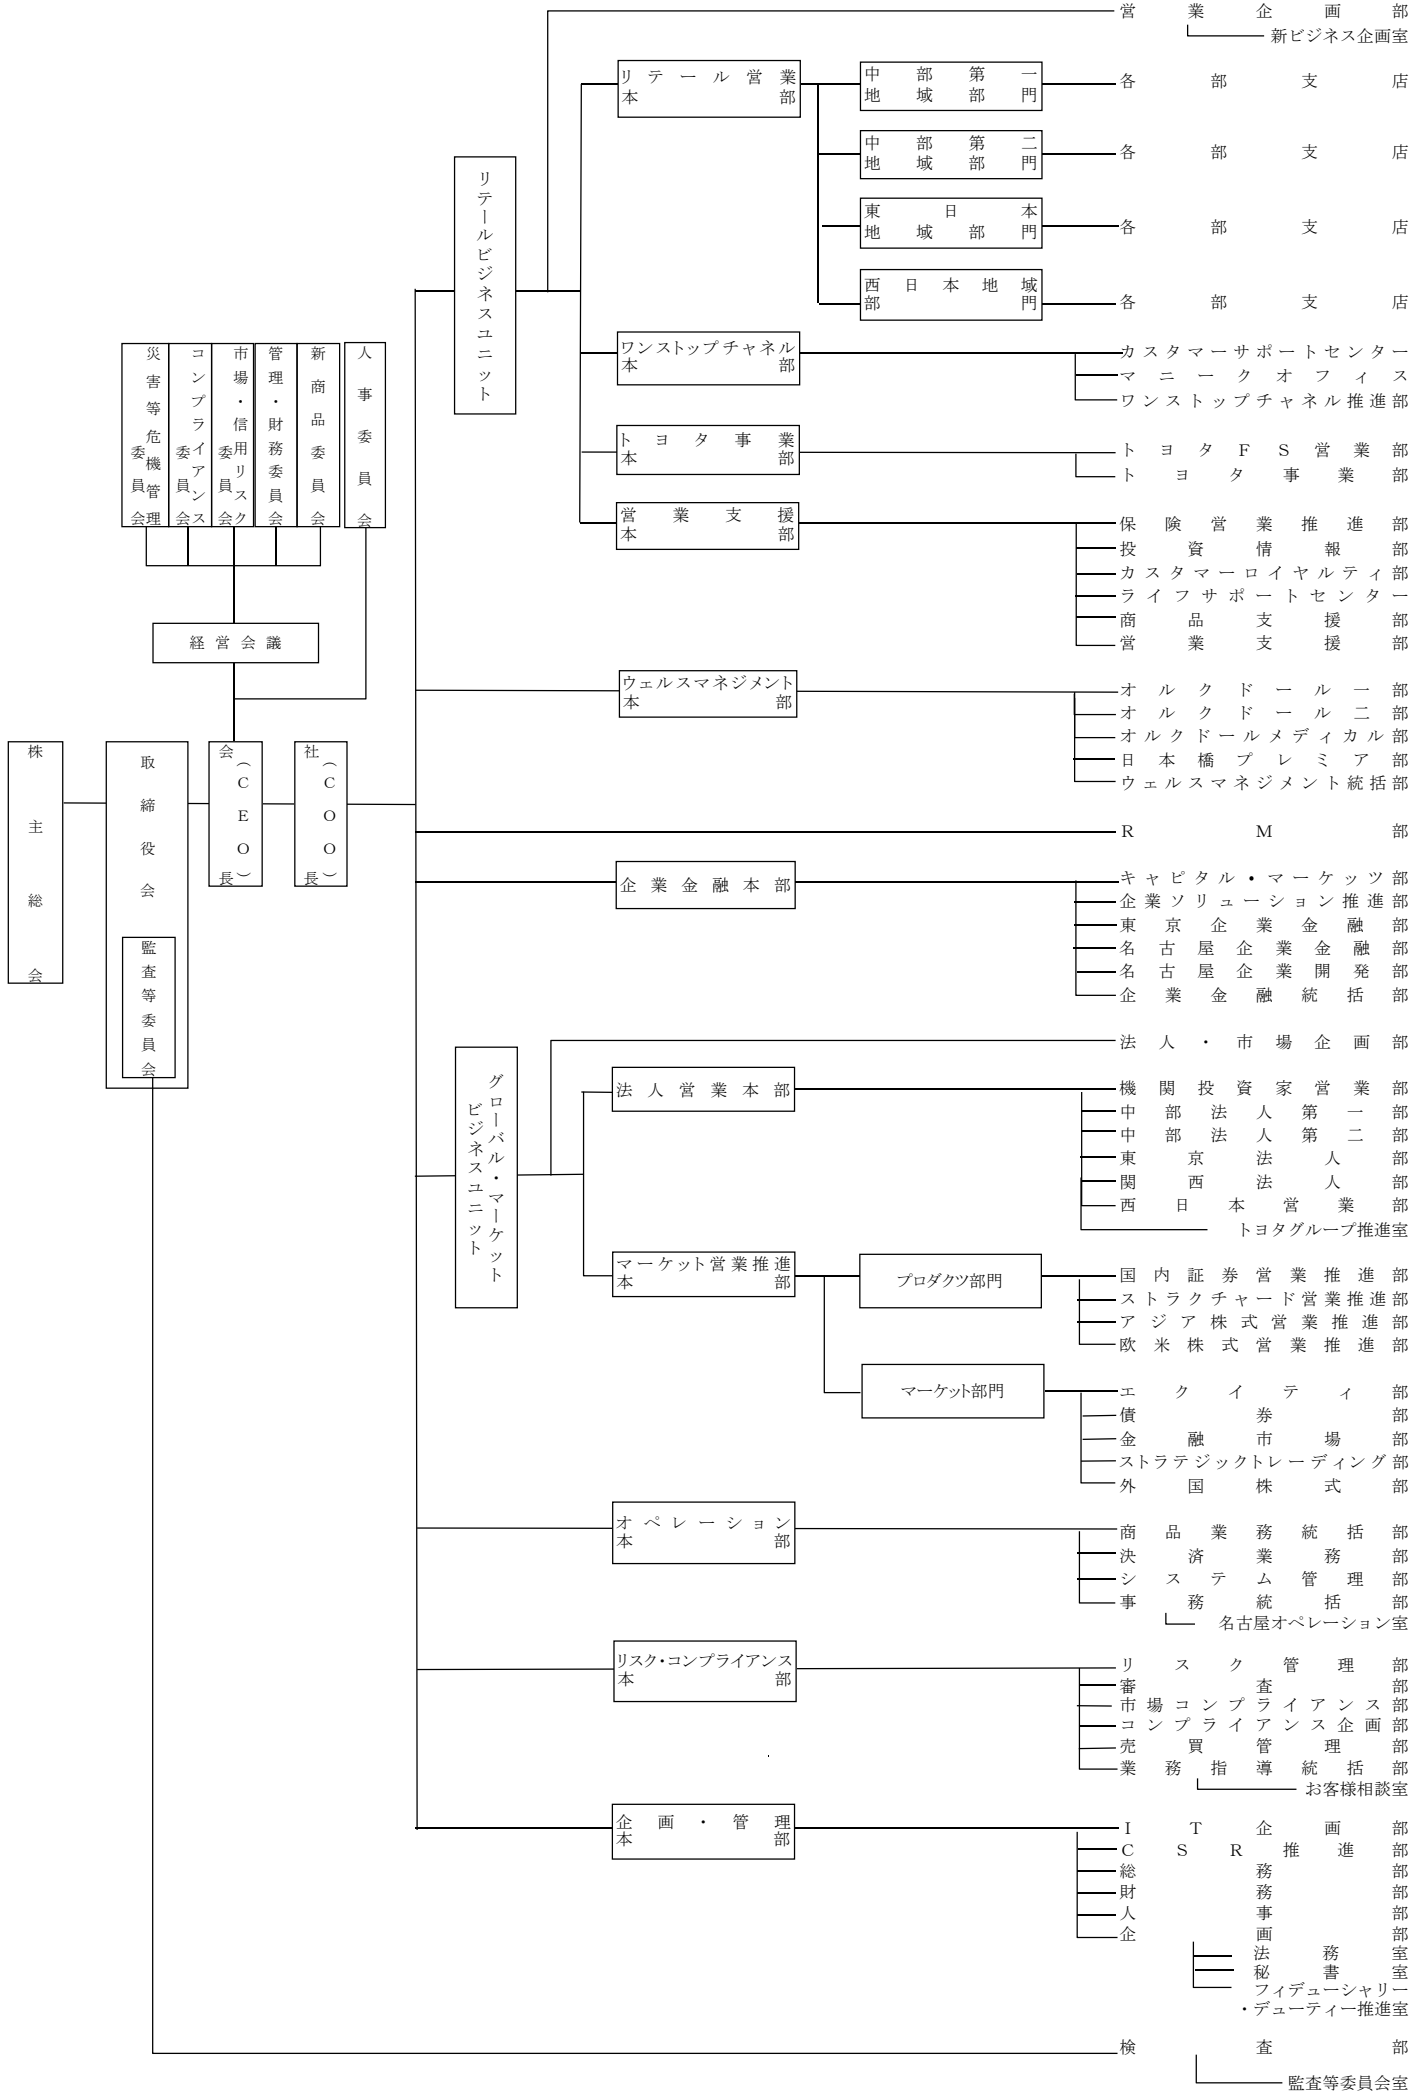 営業企画部
新ビジネス企画室
リテール営業
本部
中部第一
地域部門
各部支店
中部第二
地域部門
各部支店
東日本
地域部門
各部支店
西日本地域
部門
各部支店
リテールビジネスユニット
ワンストップチャネル
本部
カスタマーサポートセンター
マニークオフィス
ワンストップチャネル推進部
トヨタ事業
本部
トヨタFS営業部
トヨタ事業部
営業支援
本部
保険営業推進部
投資情報部
カスタマーロイヤルティ部
ライフサポートセンター
商品支援部
営業支援部
災害等危機管理
委員会
コンプライアンス
委員会
市場・信用リスク
委員会
管理・財務委員会
新商品委員会
人事委員会
経営会議
ウェルスマネジメント
本部
オルクドール一部
オルクドール二部
オルクドールメディカル部
日本橋プレミア部
ウェルスマネジメント統括部
株主総会
取締役会
監査等委員会
会長
(CEO)
社長
(COO)
RM部
企業金融本部
キャピタル・マーケッツ部
企業ソリューション推進部
東京企業金融部
名古屋企業金融部
名古屋企業開発部
企業金融統括部
グローバル・マーケット
ビジネスユニット
法人・市場企画部
法人営業本部
機関投資家営業部
中部法人第一部
中部法人第二部
東京法人部
関西法人部
西日本営業部
トヨタグループ推進室
マーケット営業推進
本部
プロダクツ部門
国内証券営業推進部
ストラクチャード営業推進部
アジア株式営業推進部
欧米株式営業推進部
マーケット部門
エクイティ部
債券部
金融市場部
ストラテジックトレーディング部
外国株式部
オペレーション
本部
商品業務統括部
決済業務部
システム管理部
事務統括部
名古屋オペレーション室
リスク・コンプライアンス
本部
リスク管理部
審査部
市場コンプライアンス部
コンプライアンス企画部
売買管理部
業務指導統括部
お客様相談室
企画・管理
本部
IT企画部
CSR推進部
総務部
財務部
人事部
企画部
法務室
秘書室
フィデューシャリー
・デューティー推進室
検査部
監査等委員会室